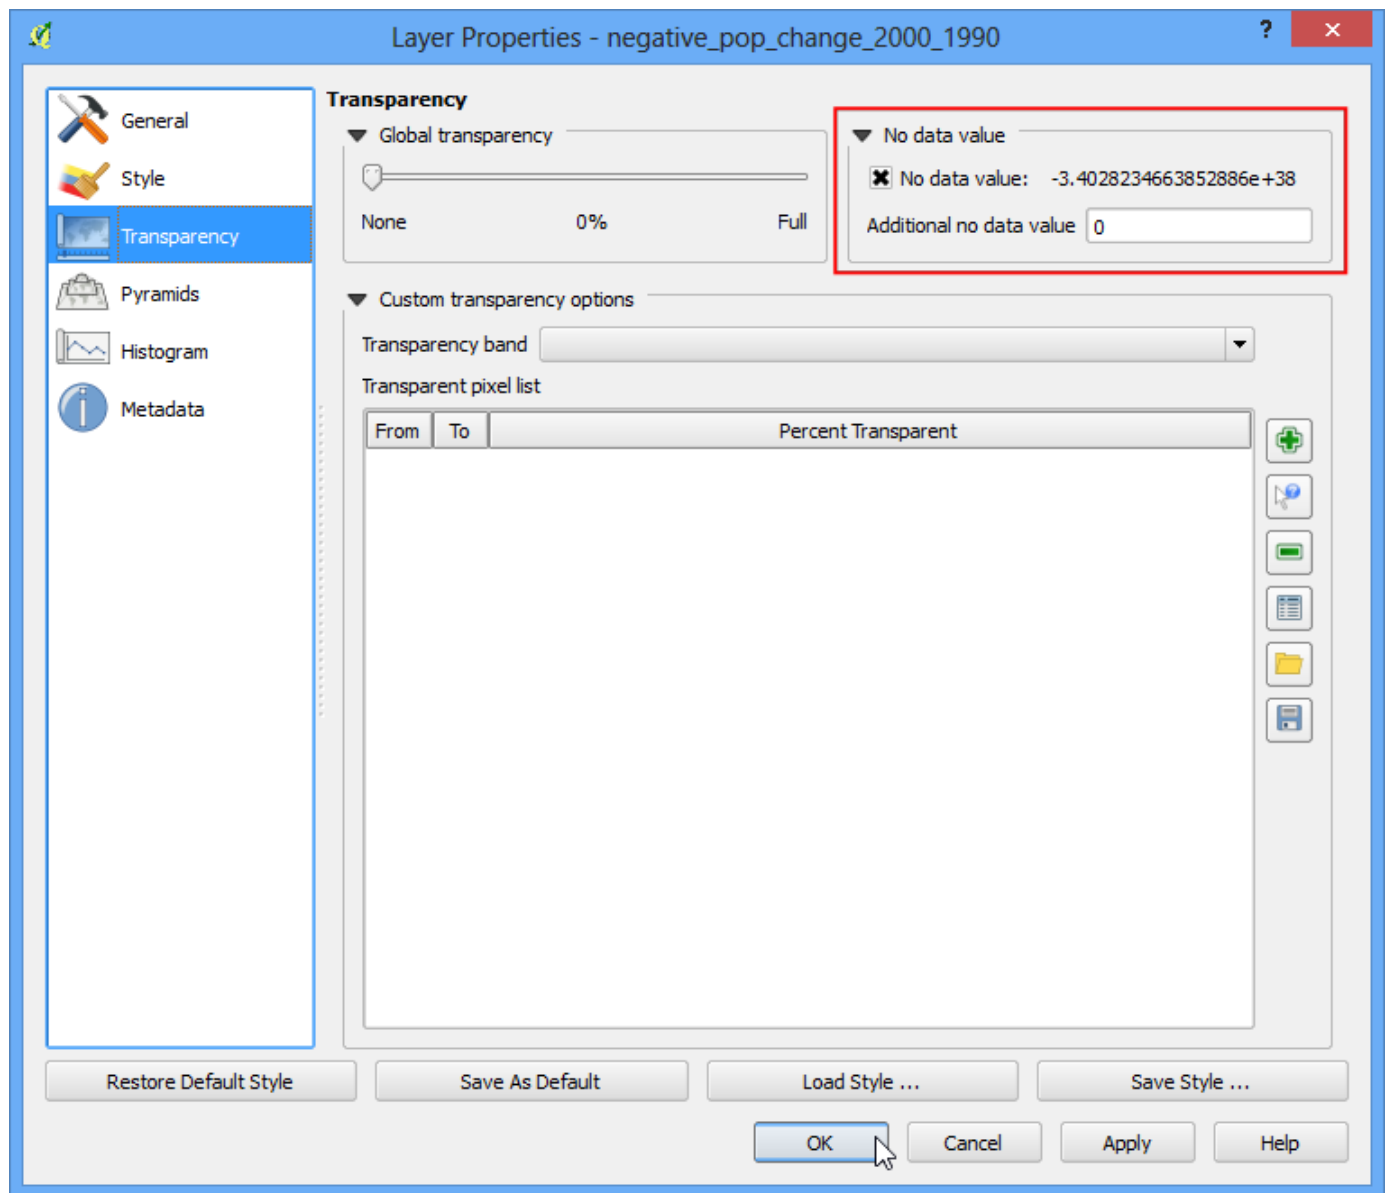 Layer Properties - negative_pop_change_2000_1990
?
General
Style
Transparency
Pyramids
Histogram
Metadata
Transparency
Global transparency
None 0% Full
No data value
No data value: -3.4028234663852886e+38
Additional no data value 0
Custom transparency options
Transparency band
Transparent pixel list
From To Percent Transparent
Restore Default Style Save As Default Load Style ... Save Style ...
OK Cancel Apply Help